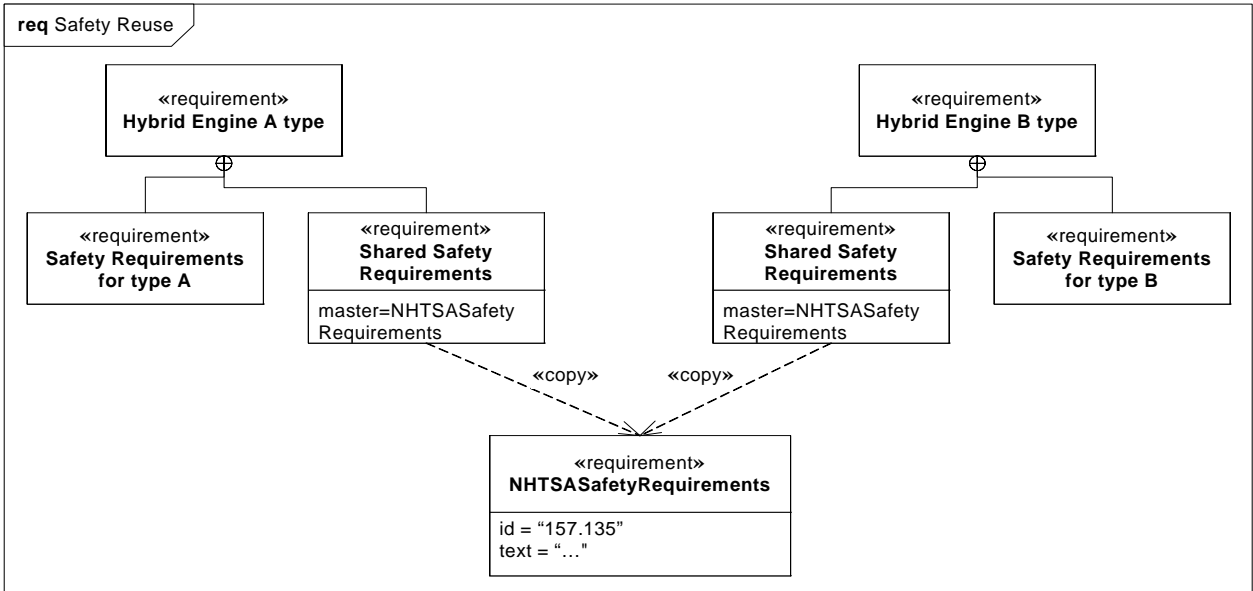 req Safety Reuse
«requirement»
Hybrid Engine A type
«requirement»
Hybrid Engine B type
«requirement»
Safety Requirements
for type A
«requirement»
Shared Safety
Requirements
master=NHTSASafety
Requirements
«requirement»
Shared Safety
Requirements
master=NHTSASafety
Requirements
«requirement»
Safety Requirements
for type B
«copy»
«copy»
«requirement»
NHTSASafetyRequirements
id = “157.135”
text = “…"